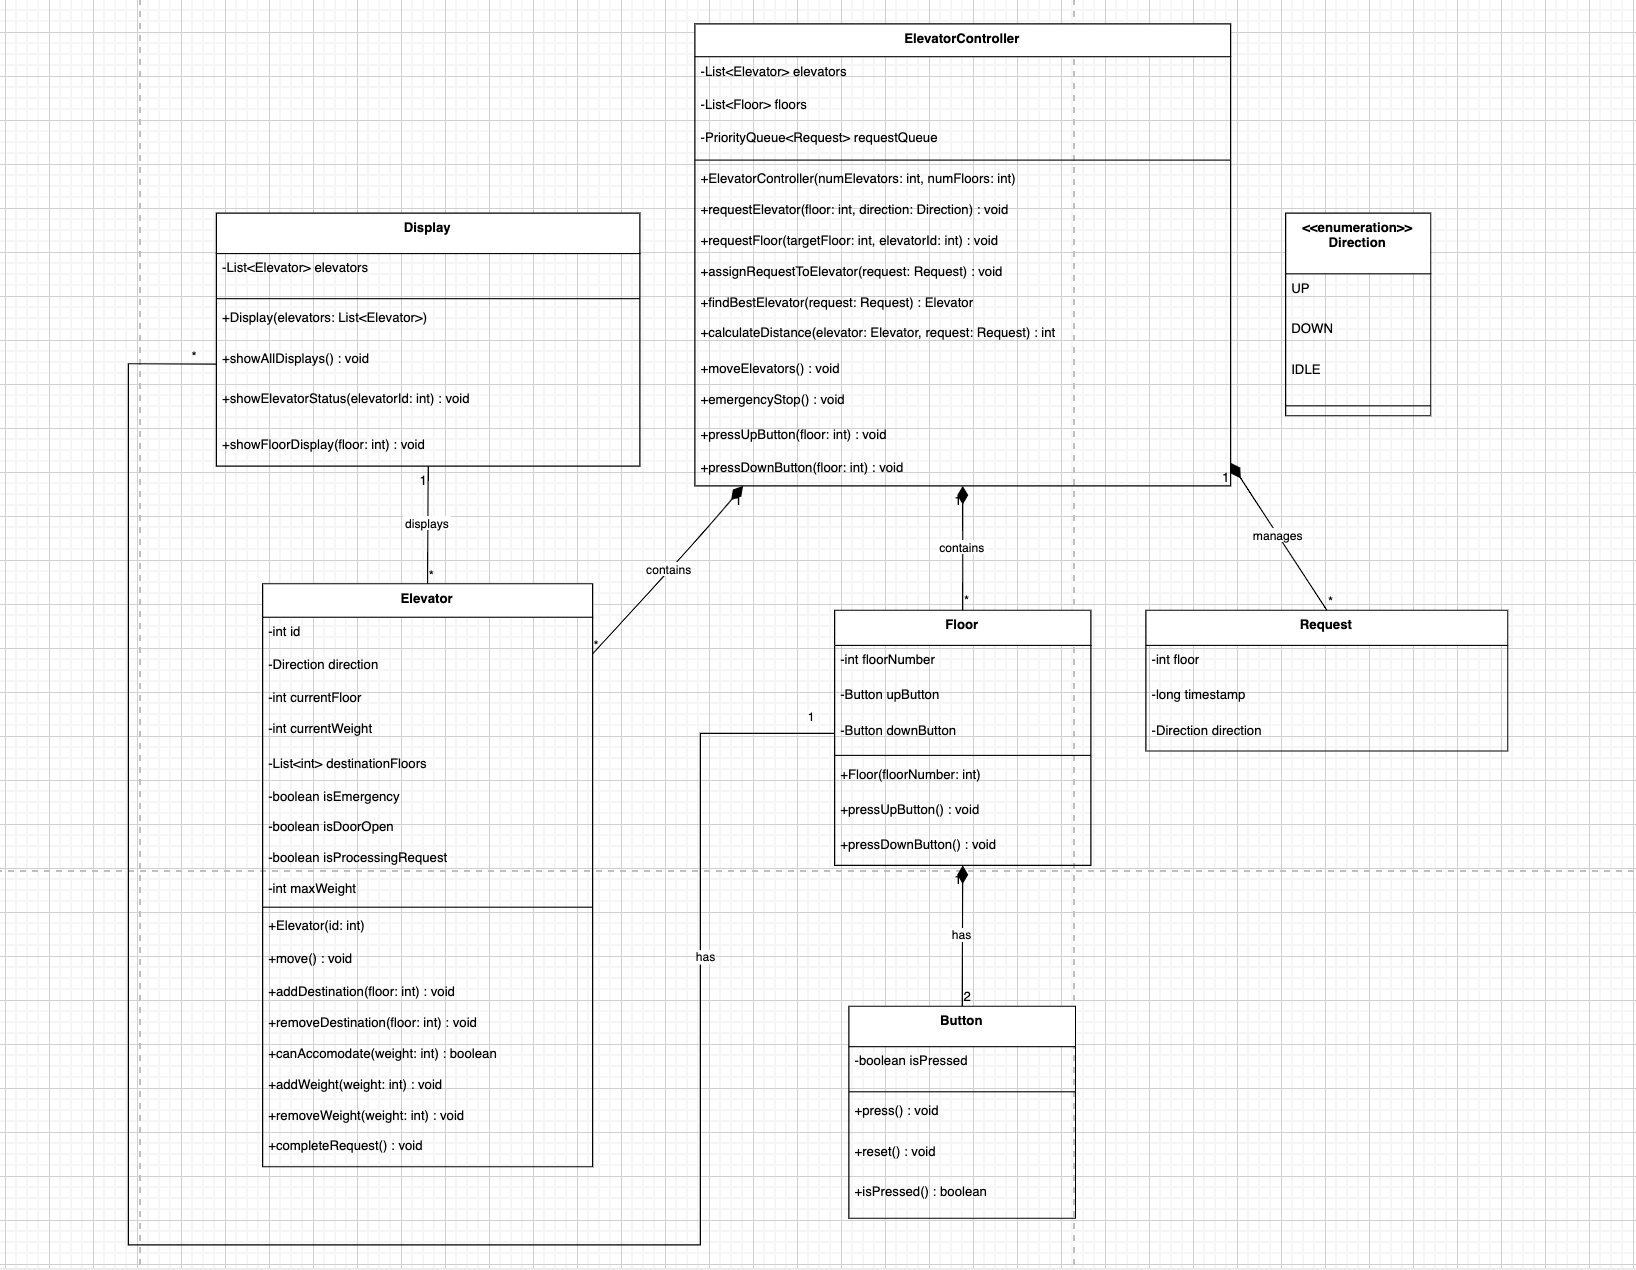 ElevatorController
-List<Elevator> elevators
-List<Floor> floors
-PriorityQueue<Request> requestQueue
+ElevatorController(numElevators: int, numFloors: int)
+requestElevator(floor: int, direction: Direction) : void
+requestFloor(targetFloor: int, elevatorId: int) : void
+assignRequestToElevator(request: Request) : void
+findBestElevator(request: Request) : Elevator
+calculateDistance(elevator: Elevator, request: Request) : int
+moveElevators() : void
+emergencyStop() : void
+pressUpButton(floor: int) : void
+pressDownButton(floor: int) : void
Display
-List<Elevator> elevators
+Display(elevators: List<Elevator>)
+showAllDisplays() : void
+showElevatorStatus(elevatorId: int) : void
+showFloorDisplay(floor: int) : void
<<enumeration>>
Direction
UP
DOWN
IDLE
*
1
displays
*
1
contains
*
1
contains
*
1
manages
*
Elevator
-int id
-Direction direction
-int currentFloor
-int currentWeight
-List<int> destinationFloors
-boolean isEmergency
-boolean isDoorOpen
-boolean isProcessingRequest
-int maxWeight
+Elevator(id: int)
+move() : void
+addDestination(floor: int) : void
+removeDestination(floor: int) : void
+canAccomodate(weight: int) : boolean
+addWeight(weight: int) : void
+removeWeight(weight: int) : void
+completeRequest() : void
Floor
-int floorNumber
-Button upButton
-Button downButton
+Floor(floorNumber: int)
+pressUpButton() : void
+pressDownButton() : void
Request
-int floor
-long timestamp
-Direction direction
1
has
1
has
2
Button
-boolean isPressed
+press() : void
+reset() : void
+isPressed() : boolean